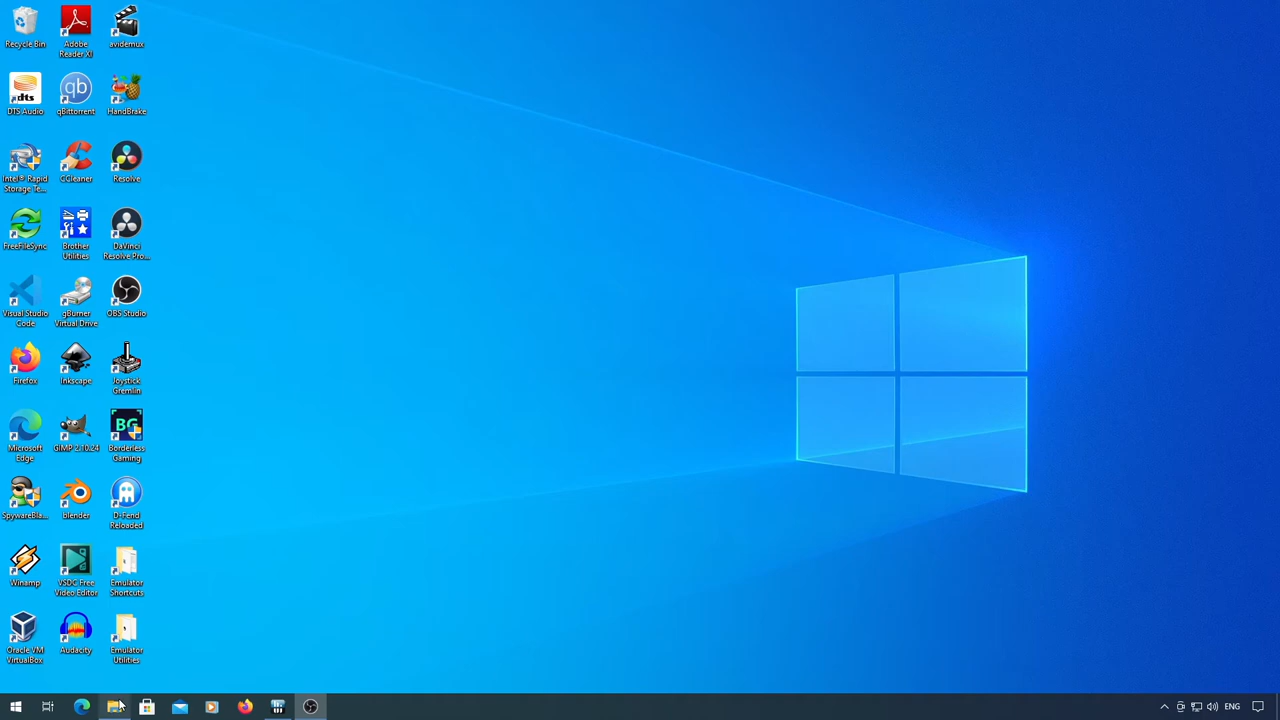 Recycle Bin
Adobe
Reader XI
avidemux
dts
DTS Audio
qb
qBittorrent
HandBrake
Intel® Rapid
Storage Te...
CCleaner
Resolve
FreeFileSync
Brother
Utilities
DaVinci
Resolve Pro...
Visual Studio
Code
gBurner
Virtual Drive
OBS Studio
Firefox
Inkscape
Joystick
Gremlin
Microsoft
Edge
GIMP 2.10.24
BG
Borderless
Gaming
SpywareBla...
blender
D-Fend
Reloaded
Winamp
VSDC Free
Video Editor
Emulator
Shortcuts
Oracle VM
VirtualBox
Audacity
Emulator
Utilities
ENG